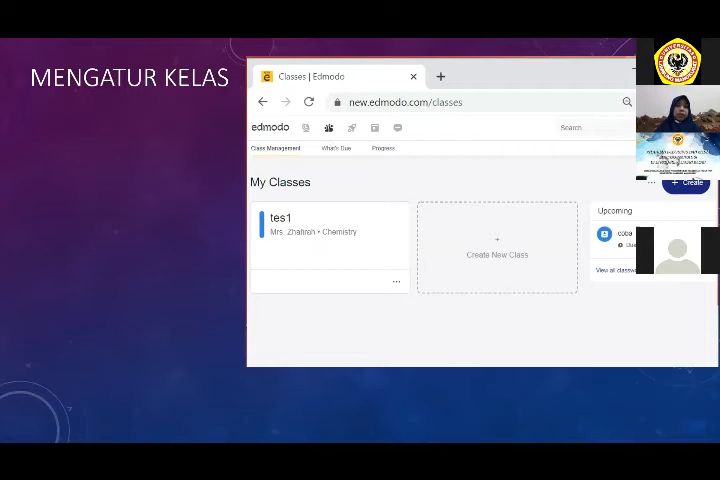 MENGATUR KELAS
Classes | Edmodo
new.edmodo.com/classes
edmodo
Search
Class Management
What's Due
Progress
My Classes
+ Create
tes1
Mrs. Zhafirah • Chemistry
Create New Class
Upcoming
coba
View all